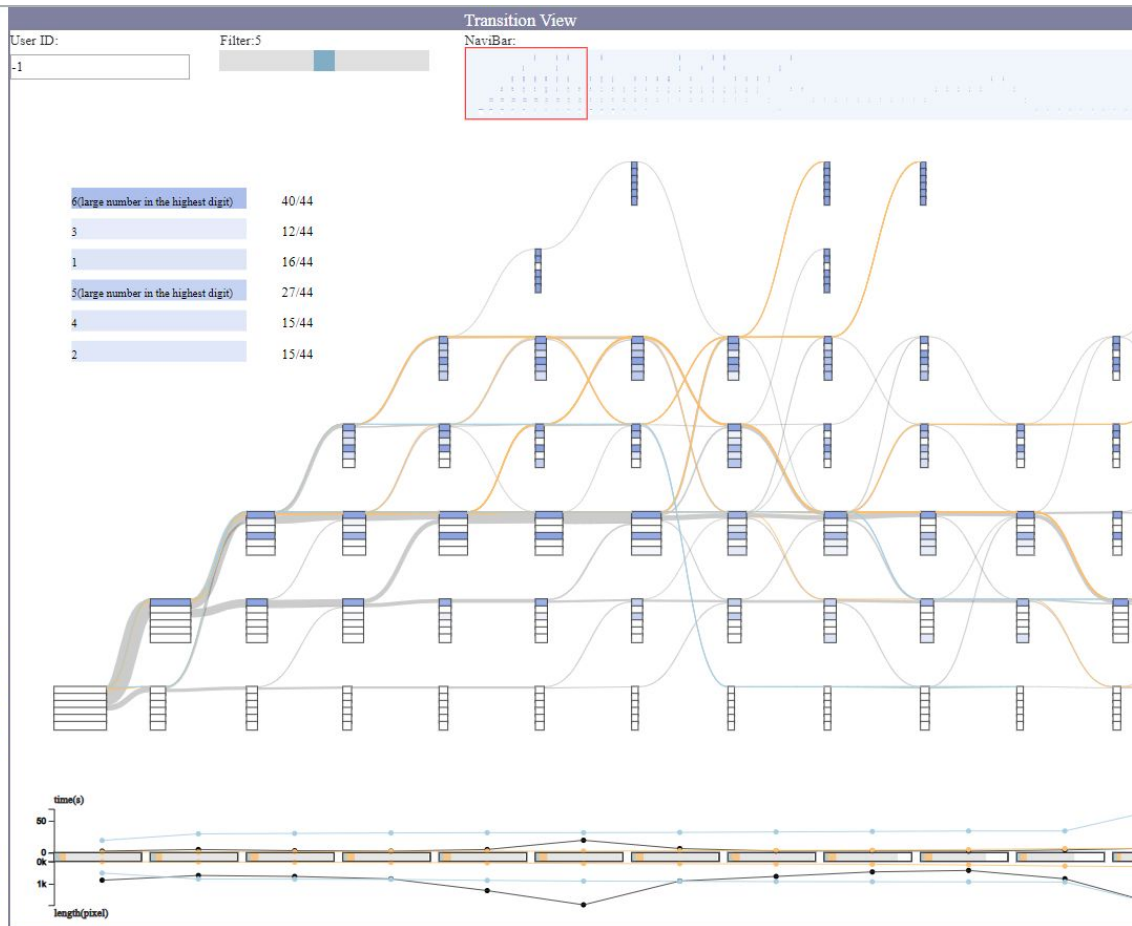 Transition View
User ID:
Filter:5
NaviBar:
-1
6(large number in the highest digit) 40/44
3 12/44
1 16/44
5(large number in the highest digit) 27/44
4 15/44
2 15/44
time(s)
50
0
0k
1k
length(pixel)